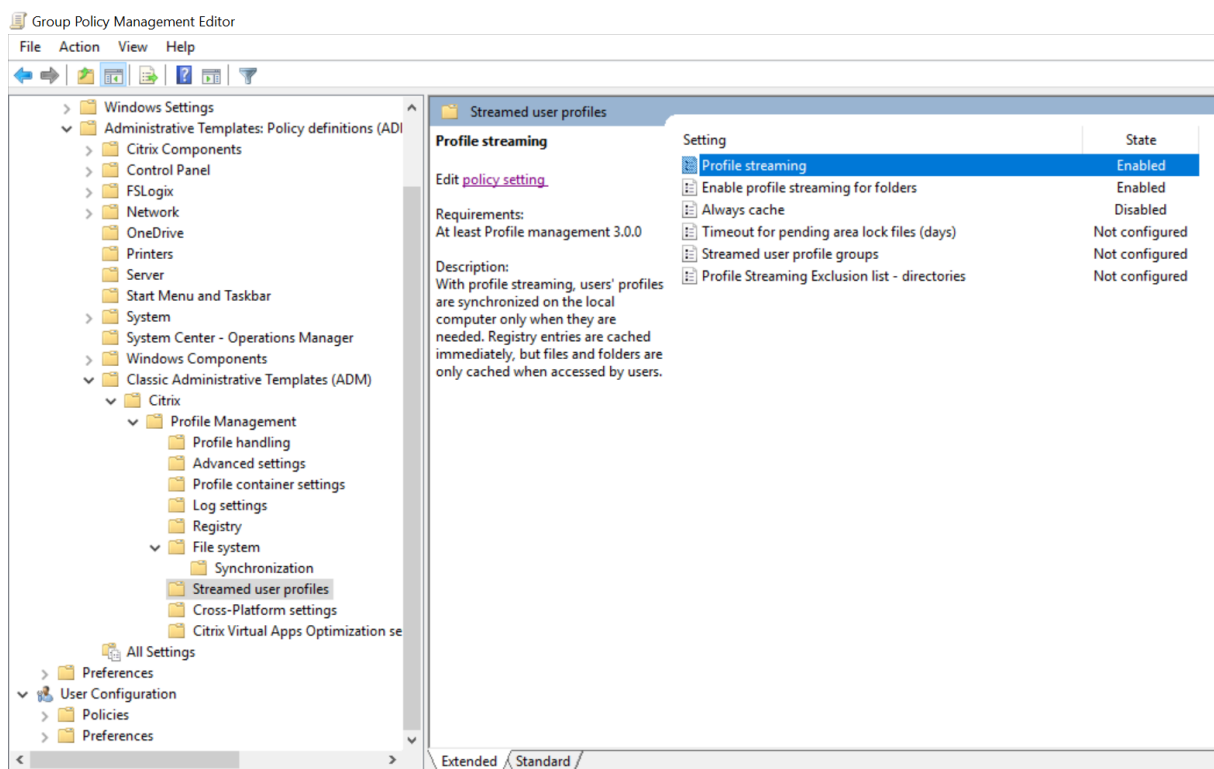 Group Policy Management Editor
File Action View Help
Windows Settings
Administrative Templates: Policy definitions (ADI
Citrix Components
Control Panel
FSLogix
Network
OneDrive
Printers
Server
Start Menu and Taskbar
System
System Center - Operations Manager
Windows Components
Classic Administrative Templates (ADM)
Citrix
Profile Management
Profile handling
Advanced settings
Profile container settings
Log settings
Registry
File system
Synchronization
Streamed user profiles
Cross-Platform settings
Citrix Virtual Apps Optimization se
All Settings
Preferences
User Configuration
Policies
Preferences
Streamed user profiles
Profile streaming
Edit policy setting
Requirements:
At least Profile management 3.0.0
Description:
With profile streaming, users' profiles
are synchronized on the local
computer only when they are
needed. Registry entries are cached
immediately, but files and folders are
only cached when accessed by users.
Setting State
Profile streaming Enabled
Enable profile streaming for folders Enabled
Always cache Disabled
Timeout for pending area lock files (days) Not configured
Streamed user profile groups Not configured
Profile Streaming Exclusion list - directories Not configured
Extended Standard